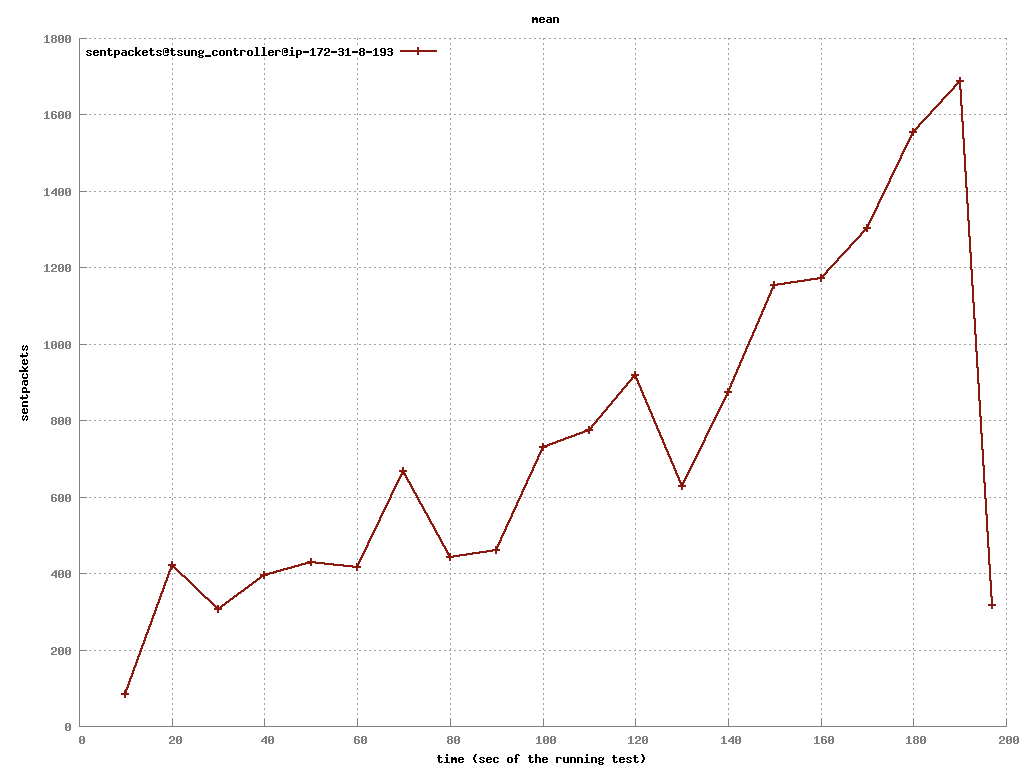 mean
1800
sentpackets@tsung_controller@ip-172-31-8-193
1600
1400
1200
1000
sentpackets
800
600
400
200
0
0 20 40 60 80 100 120 140 160 180 200
time (sec of the running test)